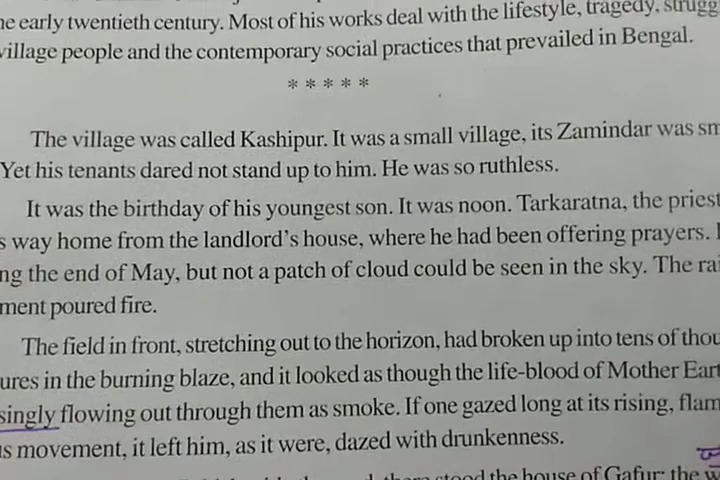 early twentieth century. Most of his works deal with the lifestyle, tragedy,
village people and the contemporary social practices that prevailed in Bengal.
* * * * *
The village was called Kashipur. It was a small village, its Zamindar was
Yet his tenants dared not stand up to him. He was so ruthless.
It was the birthday of his youngest son. It was noon. Tarkaratna, the priest
way home from the landlord's house, where he had been offering prayers.
the end of May, but not a patch of cloud could be seen in the sky. The
poured fire.
The field in front, stretching out to the horizon, had broken up into tens of
in the burning blaze, and it looked as though the life-blood of Mother
flowing out through them as smoke. If one gazed long at its rising,
movement, it left him, as it were, dazed with drunkenness.
stood the house of Gafur: the